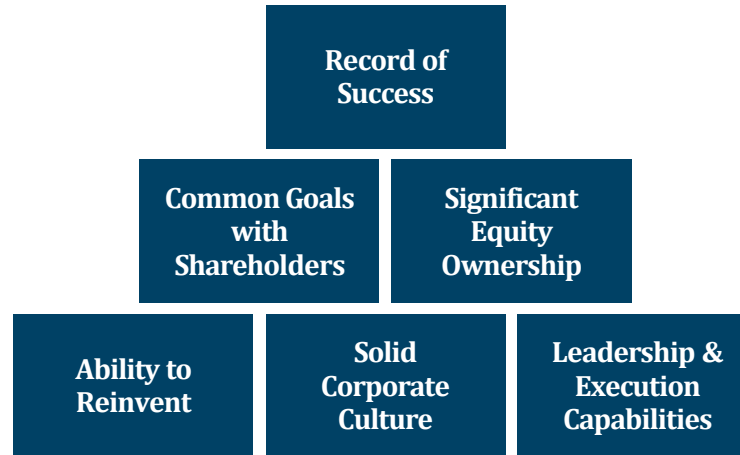 Record of
Success
Common Goals
with
Shareholders
Significant
Equity
Ownership
Ability to
Reinvent
Solid
Corporate
Culture
Leadership &
Execution
Capabilities